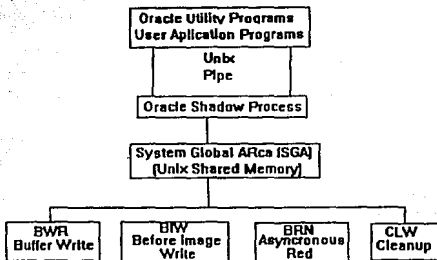 Oracle Utility Programs
User Aplication Programs
Unix
Pipe
Oracle Shadow Process
System Global ARea (SGA)
[Unix Shared Memory]
BWR
Buffer Write
BIW
Before Image
Write
BRN
Asyncronous
Red
CLW
Cleanup